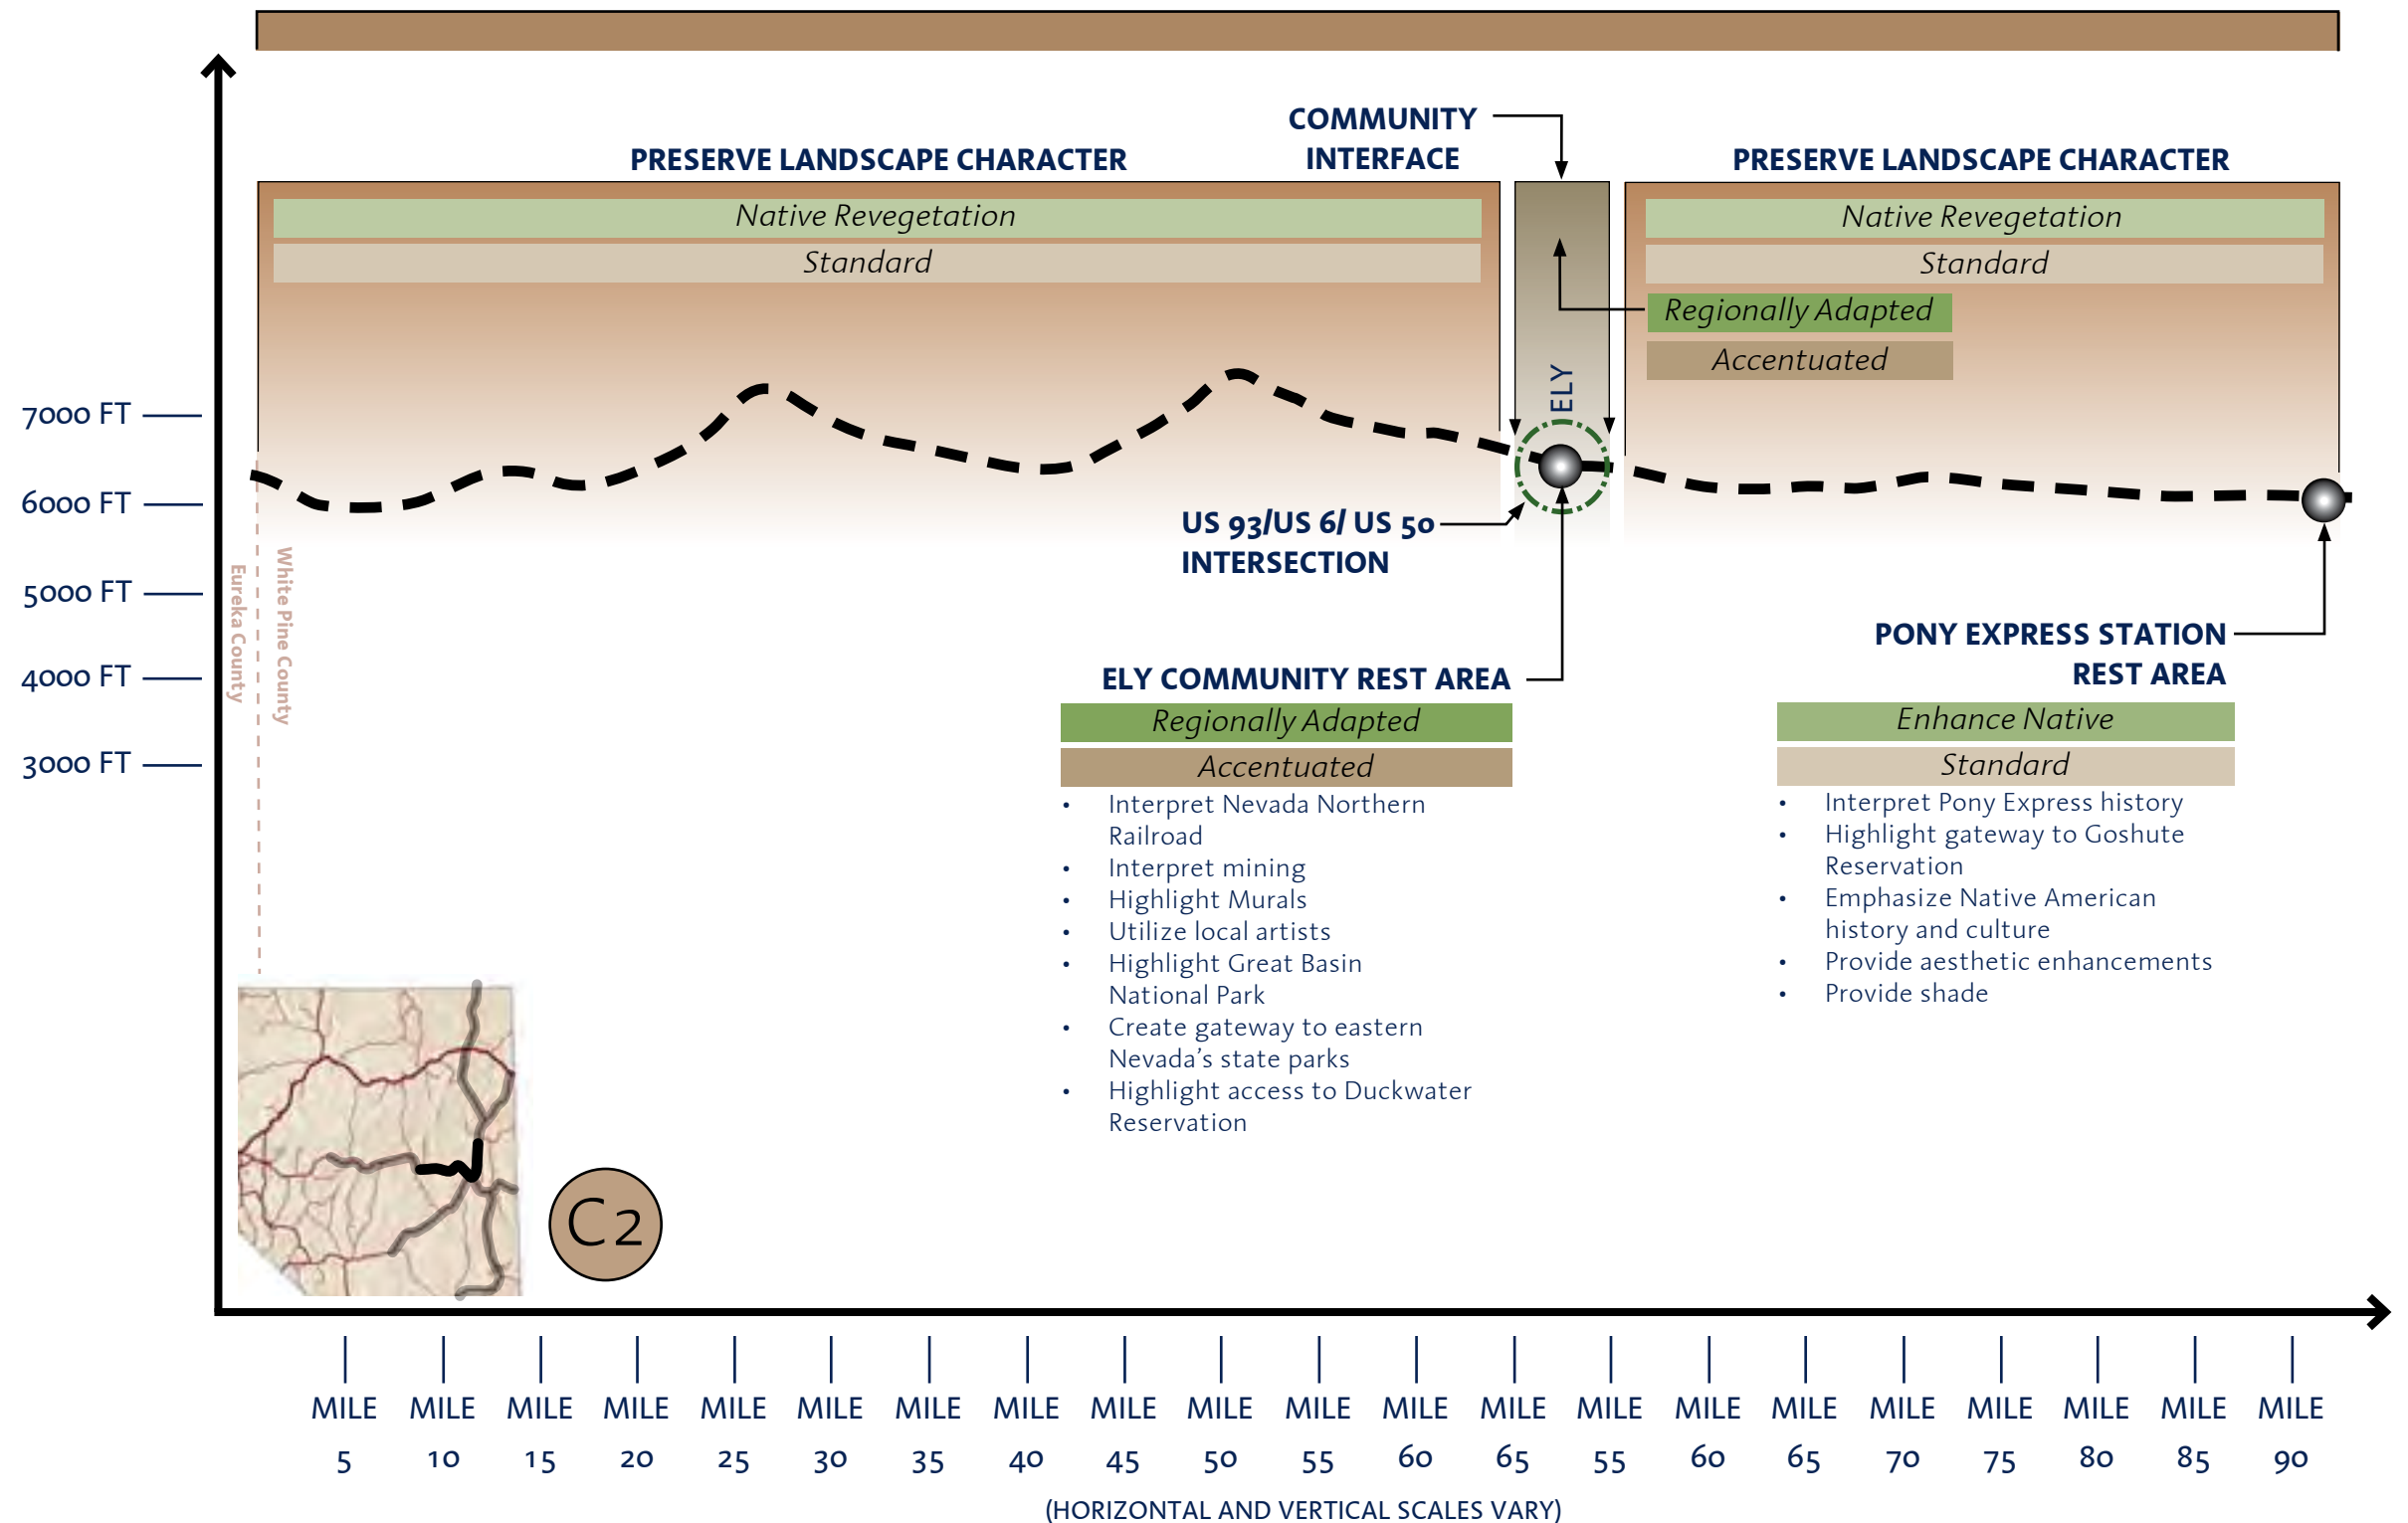 COMMUNITY
INTERFACE
PRESERVE LANDSCAPE CHARACTER
PRESERVE LANDSCAPE CHARACTER
Native Revegetation
Standard
Native Revegetation
Standard
Regionally Adapted
Accentuated
ELY
7000 FT
6000 FT
5000 FT
4000 FT
3000 FT
Eureka County
White Pine County
US 93/US 6/ US 50
INTERSECTION
ELY COMMUNITY REST AREA
Regionally Adapted
Accentuated
• Interpret Nevada Northern
Railroad
• Interpret mining
• Highlight Murals
• Utilize local artists
• Highlight Great Basin
National Park
• Create gateway to eastern
Nevada’s state parks
• Highlight access to Duckwater
Reservation
PONY EXPRESS STATION
REST AREA
Enhance Native
Standard
• Interpret Pony Express history
• Highlight gateway to Goshute
Reservation
• Emphasize Native American
history and culture
• Provide aesthetic enhancements
• Provide shade
C2
MILE MILE MILE MILE MILE MILE MILE MILE MILE MILE MILE MILE MILE MILE MILE MILE MILE MILE MILE MILE MILE
5 10 15 20 25 30 35 40 45 50 55 60 65 55 60 65 70 75 80 85 90
(HORIZONTAL AND VERTICAL SCALES VARY)